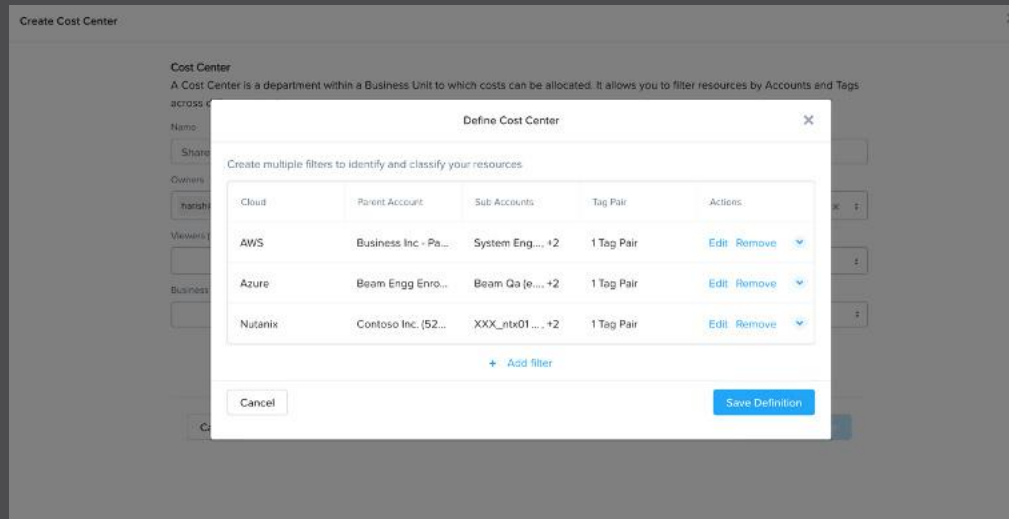 Create Cost Center
Cost Center
A Cost Center is a department within a Business Unit to which costs can be allocated. It allows you to filter resources by Accounts and Tags
across
Name
Share
Owners
Viewers
Business
Define Cost Center
Create multiple filters to identify and classify your resources
Cloud Parent Account Sub Accounts Tag Pair Actions
AWS Business Inc - Pa... System Eng..., +2 1 Tag Pair Edit Remove
Azure Beam Engg Enro... Beam Qa (e..., +2 1 Tag Pair Edit Remove
Nutanix Contoso Inc. (52... XXX_ntx01 ..., +2 1 Tag Pair Edit Remove
+ Add filter
Cancel Save Definition